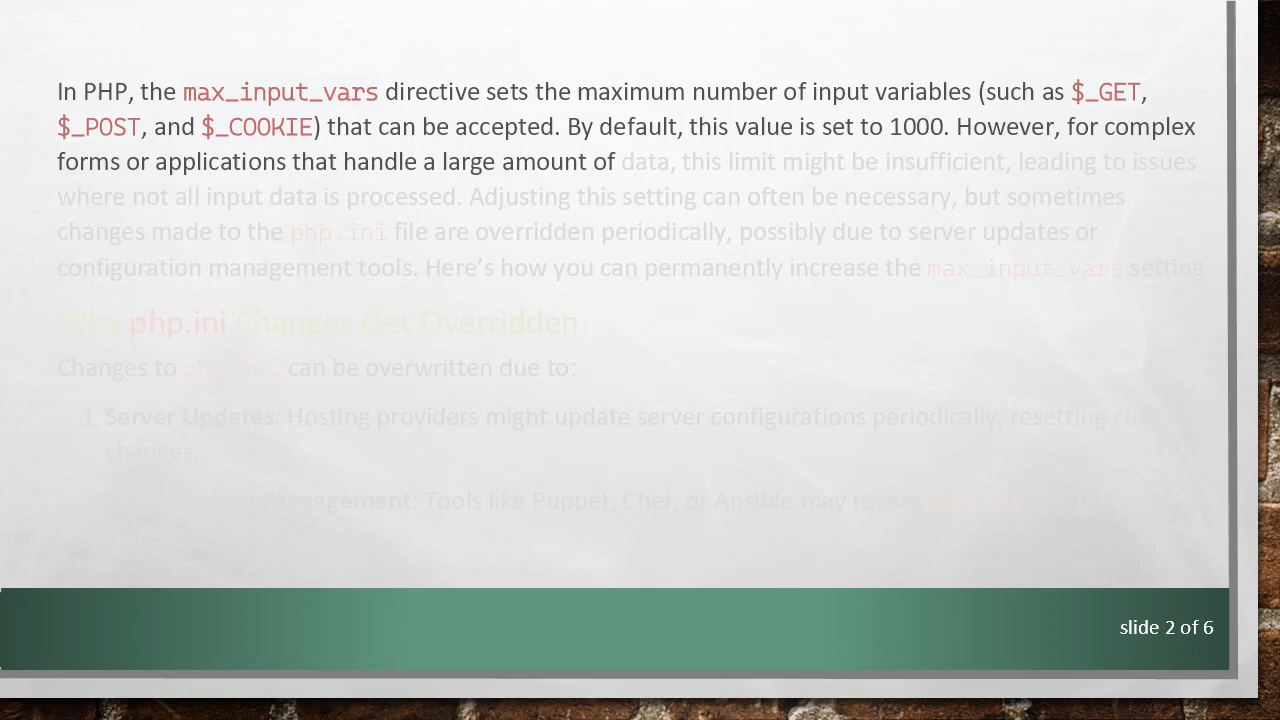 In PHP, the max_input_vars directive sets the maximum number of input variables (such as $_GET,
$_POST, and $_COOKIE) that can be accepted. By default, this value is set to 1000. However, for complex
forms or applications that handle a large amount of data, this limit might be insufficient, leading to issues
where not all input data is processed. Adjusting this setting can often be necessary, but sometimes
changes made to the php.ini file are overridden periodically, possibly due to server updates or
configuration management tools. Here’s how you can permanently increase the max_input_vars setting
Why php.ini Changes Get Overridden
Changes to php.ini can be overwritten due to:
1. Server Updates: Hosting providers might update server configurations periodically, resetting
changes.
Management: Tools like Puppet, Chef, or Ansible may
slide 2 of 6